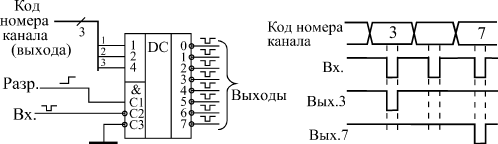 Код
номера
канала
(выхода)
3
1
2
2
3
1
2
4
DC
&
C1
C2
C3
Разр.
Вх.
0
1
2
3
4
5
6
7
Выходы
Код номера
канала
3
7
Вх.
Вых.3
Вых.7